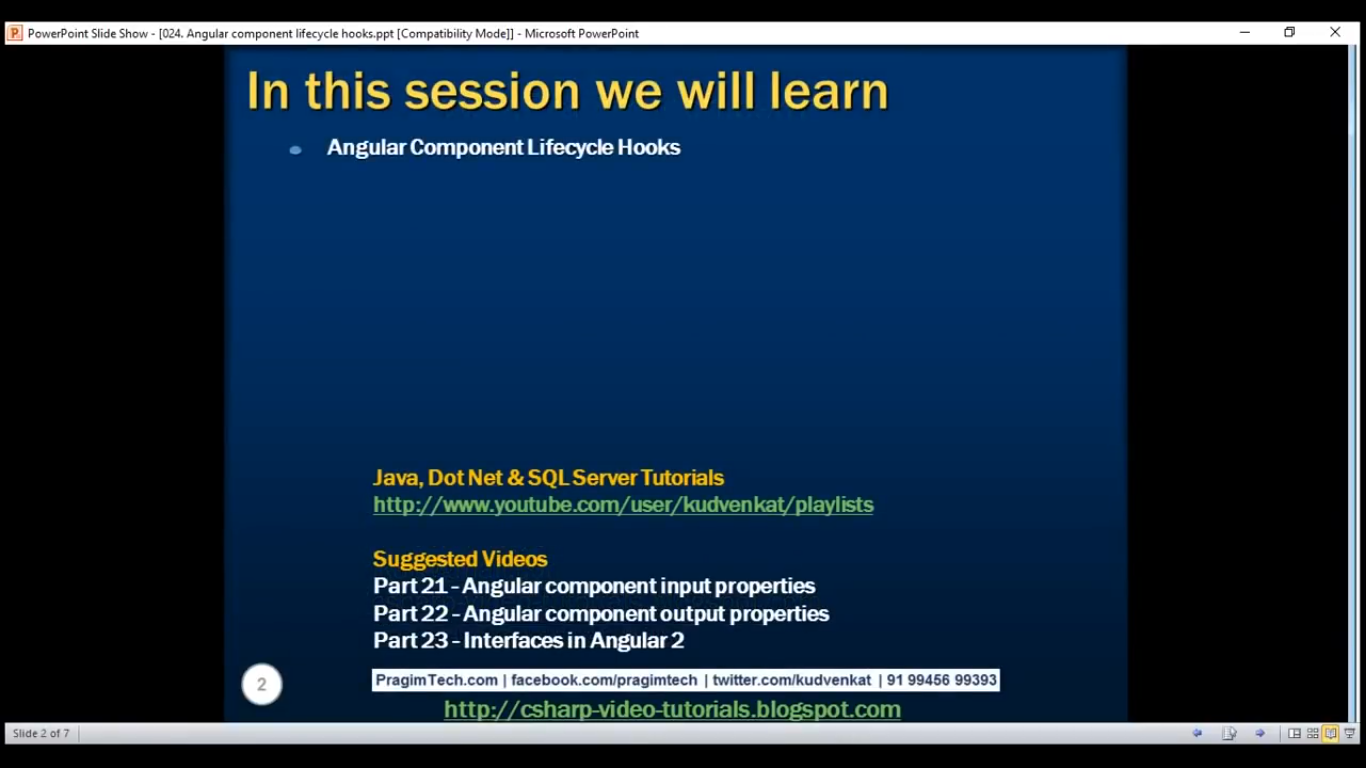 PowerPoint Slide Show - [024. Angular component lifecycle hooks.ppt [Compatibility Mode]] - Microsoft PowerPoint
In this session we will learn
Angular Component Lifecycle Hooks
Java, Dot Net & SQL Server Tutorials
http://www.youtube.com/user/kudvenkat/playlists
Suggested Videos
Part 21 - Angular component input properties
Part 22 - Angular component output properties
Part 23 - Interfaces in Angular 2
2
PragimTech.com | facebook.com/pragimtech | twitter.com/kudvenkat | 91 99456 99393
http://csharp-video-tutorials.blogspot.com
Slide 2 of 7